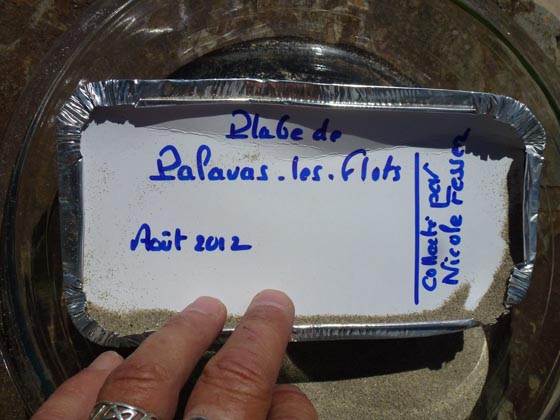 Plage de
Palavas-les-Flots
Août 2012
Collecté par
Nicole